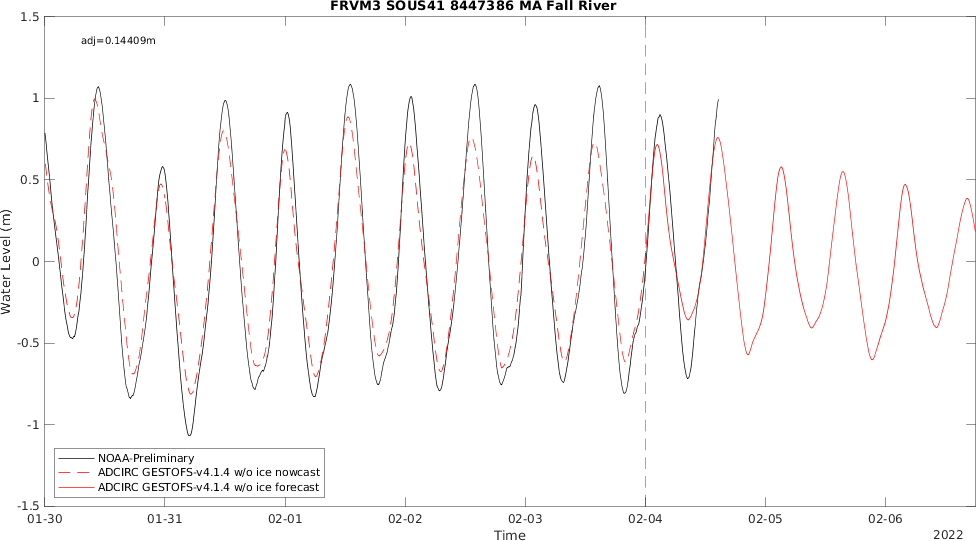 FRVM3 SOUS41 8447386 MA Fall River
adj=0.14409m
1.5
1
0.5
0
-0.5
-1
-1.5
Water Level (m)
NOAA-Preliminary
ADCIRC GESTOFS-v4.1.4 w/o ice nowcast
ADCIRC GESTOFS-v4.1.4 w/o ice forecast
01-30 01-31 02-01 02-02 02-03 02-04 02-05 02-06
Time
2022